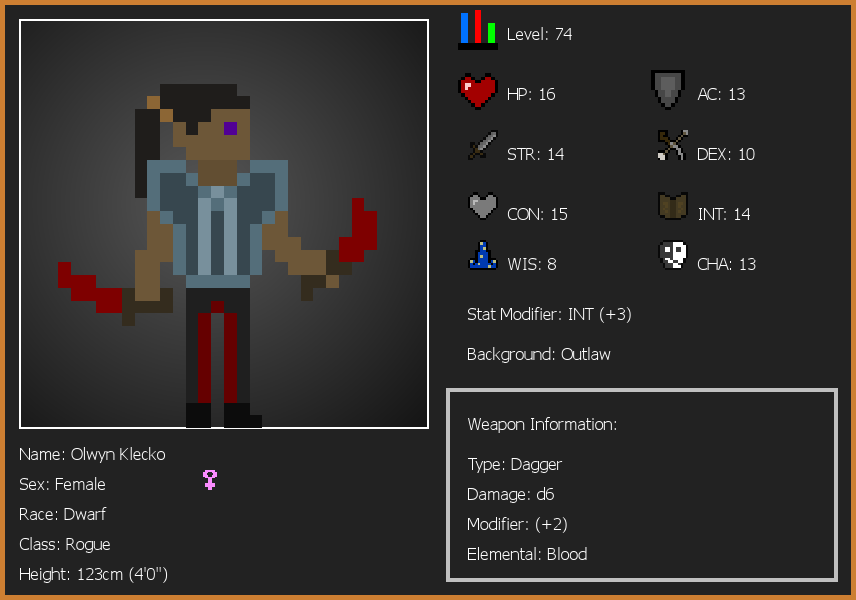 Level: 74
HP: 16
AC: 13
STR: 14
DEX: 10
CON: 15
INT: 14
WIS: 8
CHA: 13
Stat Modifier: INT (+3)
Background: Outlaw
Weapon Information:
Type: Dagger
Damage: d6
Modifier: (+2)
Elemental: Blood
Name: Olwyn Klecko
Sex: Female
Race: Dwarf
Class: Rogue
Height: 123cm (4'0")